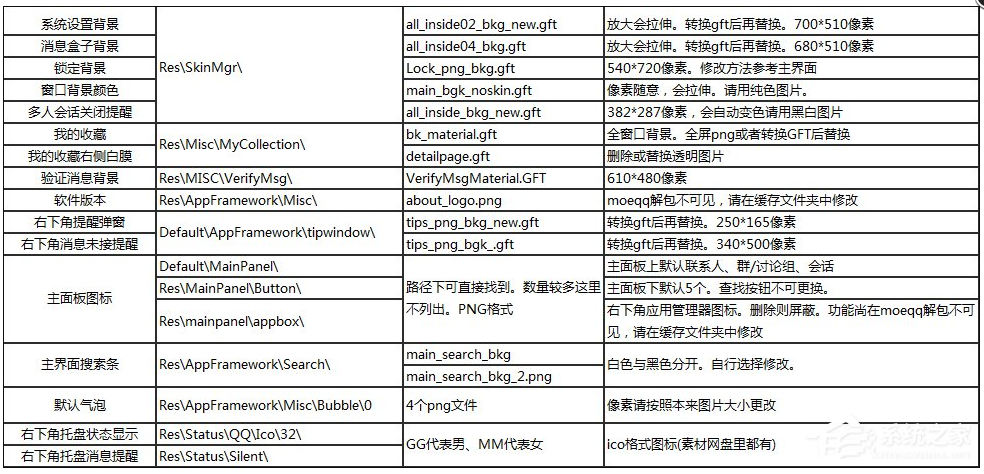 系统设置背景 Res\SkinMgr\ all_inside02_bkg_new.gft 放大会拉伸。转换gft后再替换。700*510像素
消息盒子背景 all_inside04_bkg.gft 放大会拉伸。转换gft后再替换。680*510像素
锁定背景 Lock_png_bkg.gft 540*720像素。修改方法参考主界面
窗口背景颜色 main_bgk_noskin.gft 像素随意，会拉伸。请用纯色图片。
多人会话关闭提醒 all_inside_bkg_new.gft 382*287像素，会自动变色请用黑白图片
我的收藏 Res\Misc\MyCollection\ bk_material.gft 全窗口背景。全屏png或者转换GFT后替换
我的收藏右侧白膜 detailpage.gft 删除或替换透明图片
验证消息背景 Res\MISC\VerifyMsg\ VerifyMsgMaterial.GFT 610*480像素
软件版本 Res\AppFramework\Misc\ about_logo.png moeqq解包不可见，请在缓存文件夹中修改
右下角提醒弹窗 Default\AppFramework\tipwindow\ tips_png_bkg_new.gft 转换gft后再替换。250*165像素
右下角消息未接提醒 tips_png_bgk_.gft 转换gft后再替换。340*500像素
主面板图标 Default\MainPanel\ 路径下可直接找到。数量较多这里 主面板上默认联系人、群/讨论组、会话
Res\MainPanel\Button\ 不列出。PNG格式 主面板下默认5个。查找按钮不可更换。
Res\mainpanel\appbox\ 右下角应用管理器图标。删除则屏蔽。功能尚在moeqq解包不可
见，请在缓存文件夹中修改
主界面搜索条 Res\AppFramework\Search\ main_search_bkg 白色与黑色分开。自行选择修改。
main_search_bkg_2.png
默认气泡 Res\AppFramework\Misc\Bubble\0 4个png文件 像素请按照本来图片大小更改
右下角托盘状态显示 Res\Status\QQ\Ico\32\ GG代表男、MM代表女 ico格式图标(素材网盘里都有)
右下角托盘消息提醒 Res\Status\Silent\
系统之家